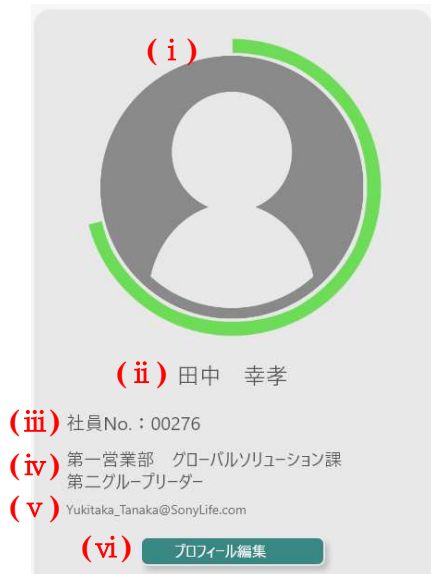 (ⅰ)
(ⅱ) 田中　幸孝
(ⅲ) 社員No.：00276
(ⅳ) 第一営業部　グローバルソリューション課
第二グループリーダー
(ⅴ) Yukitaka_Tanaka@SonyLife.com
(ⅵ) プロフィール編集